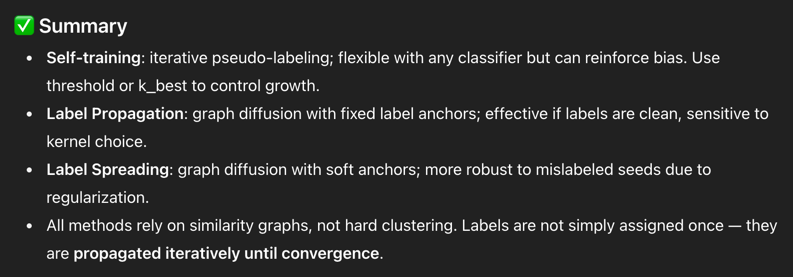 ✅ Summary
• Self-training: iterative pseudo-labeling; flexible with any classifier but can reinforce bias. Use
threshold or k_best to control growth.
• Label Propagation: graph diffusion with fixed label anchors; effective if labels are clean, sensitive to
kernel choice.
• Label Spreading: graph diffusion with soft anchors; more robust to mislabeled seeds due to
regularization.
• All methods rely on similarity graphs, not hard clustering. Labels are not simply assigned once — they
are propagated iteratively until convergence.